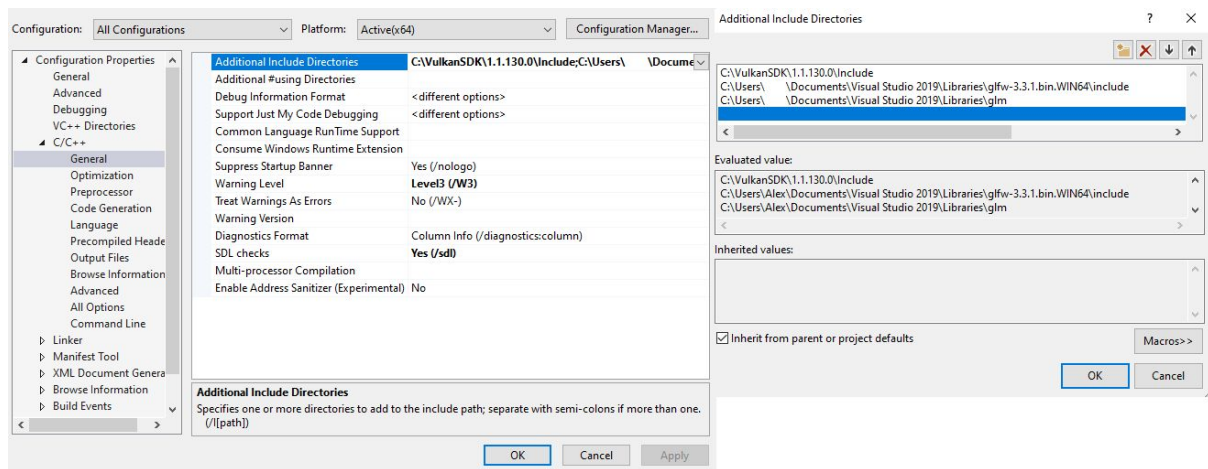 Configuration: All Configurations Platform: Active(x64) Configuration Manager...
Configuration Properties
General
Advanced
Debugging
VC++ Directories
C/C++
General
Optimization
Preprocessor
Code Generation
Language
Precompiled Heade
Output Files
Browse Information
Advanced
All Options
Command Line
Linker
Manifest Tool
XML Document Genera
Browse Information
Build Events
Additional Include Directories C:\VulkanSDK\1.1.130.0\Include;C:\Users\ \Docume
Additional #using Directories
Debug Information Format <different options>
Support Just My Code Debugging <different options>
Common Language RunTime Support
Consume Windows Runtime Extension
Suppress Startup Banner Yes (/nologo)
Warning Level Level3 (/W3)
Treat Warnings As Errors No (/WX-)
Warning Version
Diagnostics Format Column Info (/diagnostics:column)
SDL checks Yes (/sdl)
Multi-processor Compilation
Enable Address Sanitizer (Experimental) No
Additional Include Directories
Specifies one or more directories to add to the include path; separate with semi-colons if more than one.
(/I[path])
OK Cancel Apply
Additional Include Directories ?
C:\VulkanSDK\1.1.130.0\Include
C:\Users\ \Documents\Visual Studio 2019\Libraries\glfw-3.3.1.bin.WIN64\include
C:\Users\ \Documents\Visual Studio 2019\Libraries\glm
Evaluated value:
C:\VulkanSDK\1.1.130.0\Include
C:\Users\Alex\Documents\Visual Studio 2019\Libraries\glfw-3.3.1.bin.WIN64\include
C:\Users\Alex\Documents\Visual Studio 2019\Libraries\glm
Inherited values:
Inherit from parent or project defaults Macros>>
OK Cancel